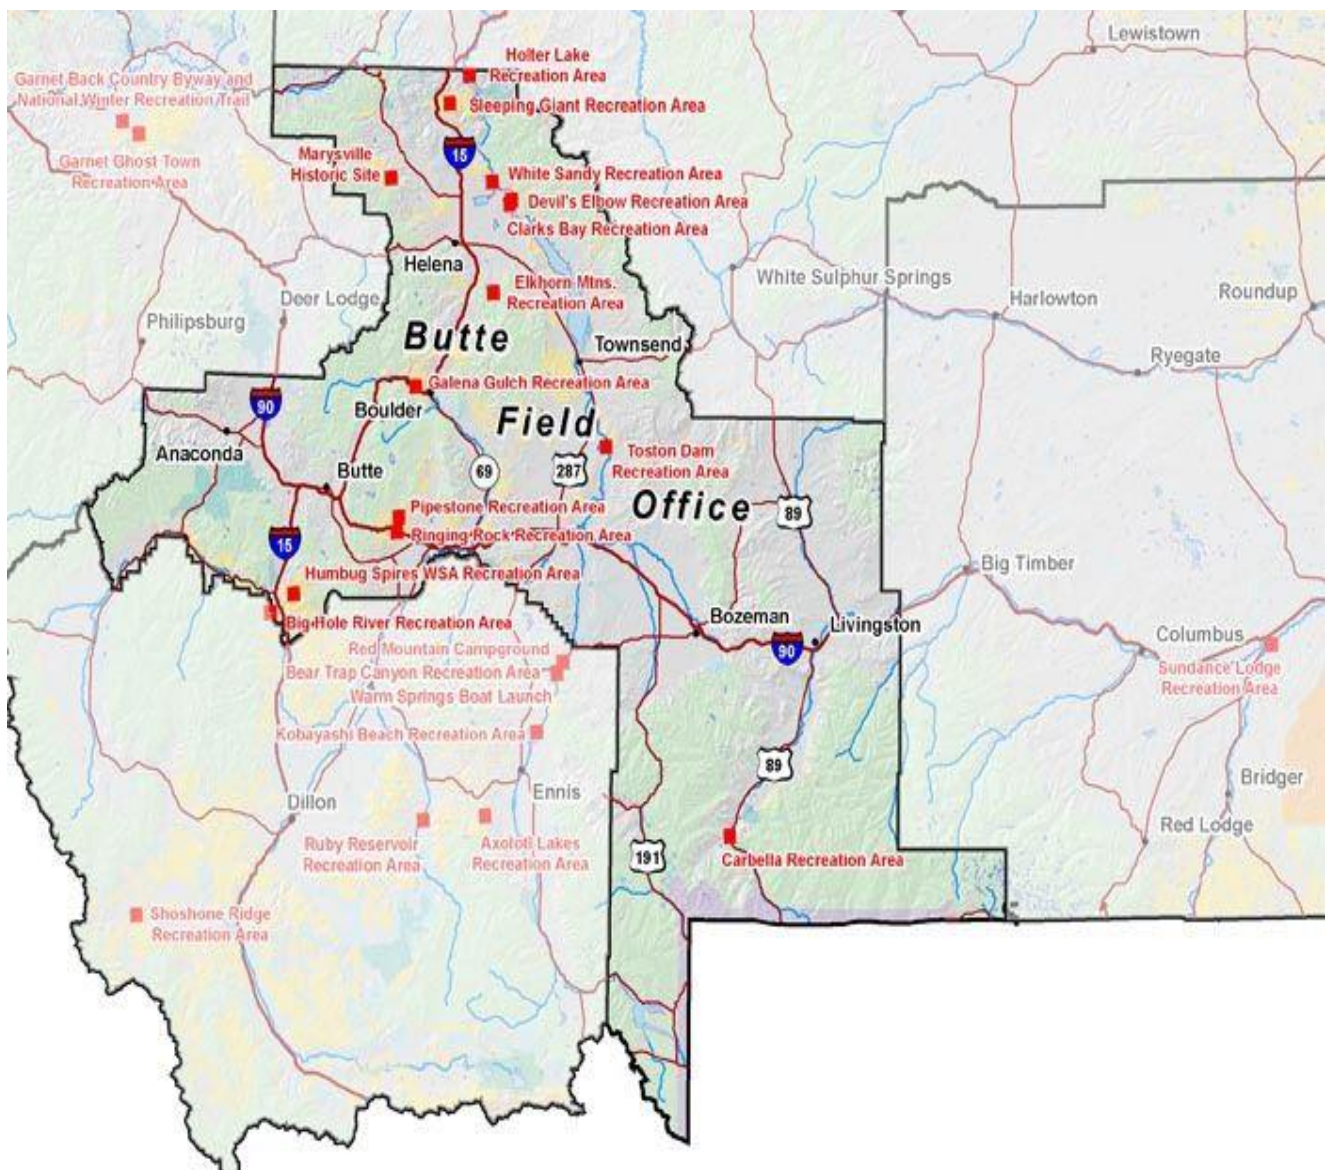 Lewistown
Holter Lake
Recreation Area
Garnet Back Country Byway and
National Winter Recreation Trail
Sleeping Giant Recreation Area
Garnet Ghost Town
Recreation Area
Marysville
Historic Site
15
White Sandy Recreation Area
Devil's Elbow Recreation Area
Clarks Bay Recreation Area
Helena
White Sulphur Springs
Elkhorn Mtns.
Recreation Area
Deer Lodge
Harlowton
Roundup
Philipsburg
Butte
Townsend
Ryegate
Galena Gulch Recreation Area
90
Boulder
Field
Anaconda
Butte
69
287
Toston Dam
Recreation Area
Office
89
Pipestone Recreation Area
Ringing Rock Recreation Area
15
Humbug Spires WSA Recreation Area
Big Timber
Big Hole River Recreation Area
Bozeman
Livingston
90
Columbus
Sundance Lodge
Recreation Area
Red Mountain Campground
Bear Trap Canyon Recreation Area
Warm Springs Boat Launch
Kobayashi Beach Recreation Area
89
Bridger
Ennis
Dillon
Red Lodge
Ruby Reservoir
Recreation Area
Axolotl Lakes
Recreation Area
191
Carbella Recreation Area
Shoshone Ridge
Recreation Area